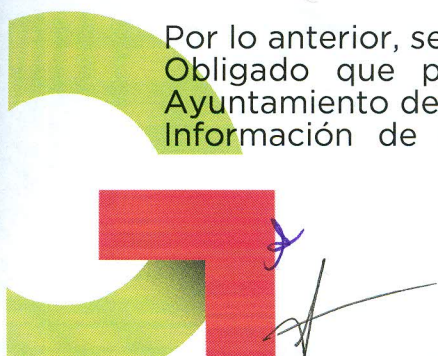 Por lo anterior, se
Obligado que p
Ayuntamiento de
Información de